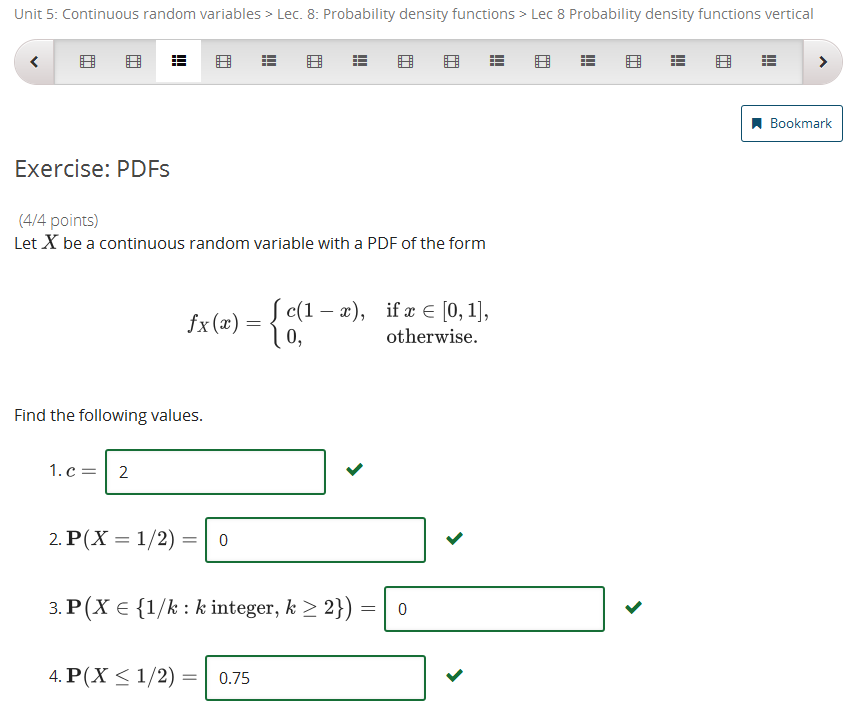 Unit 5: Continuous random variables > Lec. 8: Probability density functions > Lec 8 Probability density functions vertical
Bookmark
Exercise: PDFs
(4/4 points)
Let X be a continuous random variable with a PDF of the form
f_X(x) = { c(1 − x), if x ∈ [0, 1],
0, otherwise.
Find the following values.
1. c = 2
2. P(X = 1/2) = 0
3. P(X ∈ {1/k : k integer, k ≥ 2}) = 0
4. P(X ≤ 1/2) = 0.75